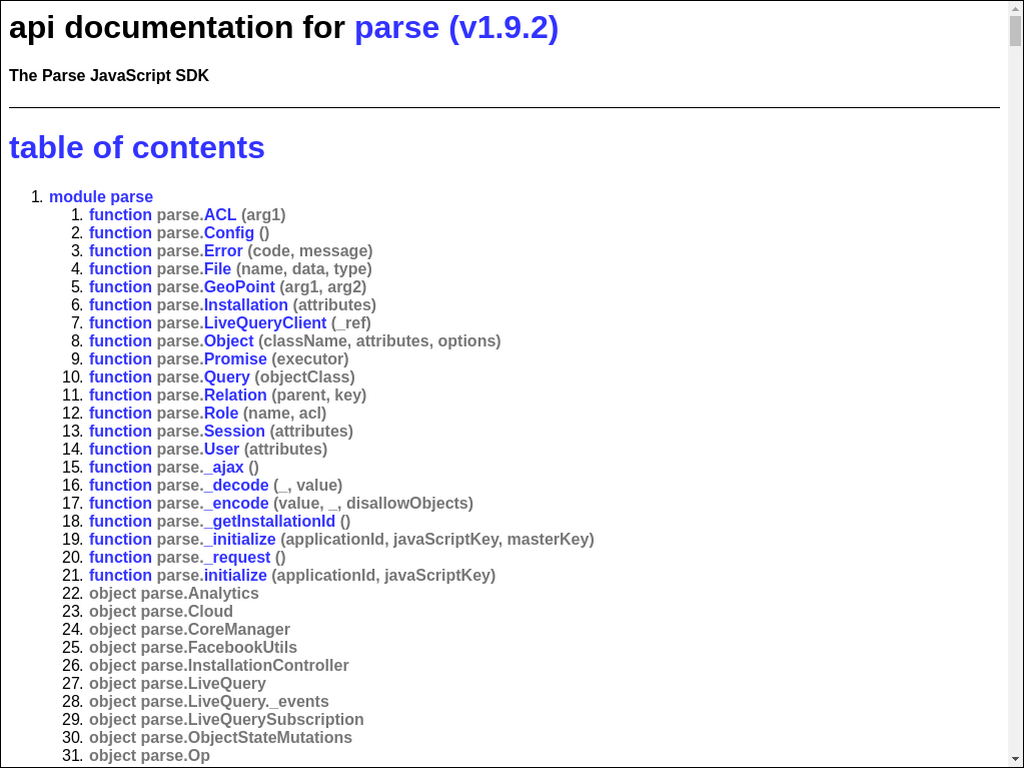 api documentation for parse (v1.9.2)
The Parse JavaScript SDK
table of contents
1. module parse
1. function parse.ACL (arg1)
2. function parse.Config ()
3. function parse.Error (code, message)
4. function parse.File (name, data, type)
5. function parse.GeoPoint (arg1, arg2)
6. function parse.Installation (attributes)
7. function parse.LiveQueryClient (_ref)
8. function parse.Object (className, attributes, options)
9. function parse.Promise (executor)
10. function parse.Query (objectClass)
11. function parse.Relation (parent, key)
12. function parse.Role (name, acl)
13. function parse.Session (attributes)
14. function parse.User (attributes)
15. function parse._ajax ()
16. function parse._decode (_, value)
17. function parse._encode (value, _, disallowObjects)
18. function parse._getInstallationId ()
19. function parse._initialize (applicationId, javaScriptKey, masterKey)
20. function parse._request ()
21. function parse.initialize (applicationId, javaScriptKey)
22. object parse.Analytics
23. object parse.Cloud
24. object parse.CoreManager
25. object parse.FacebookUtils
26. object parse.InstallationController
27. object parse.LiveQuery
28. object parse.LiveQuery._events
29. object parse.LiveQuerySubscription
30. object parse.ObjectStateMutations
31. object parse.Op